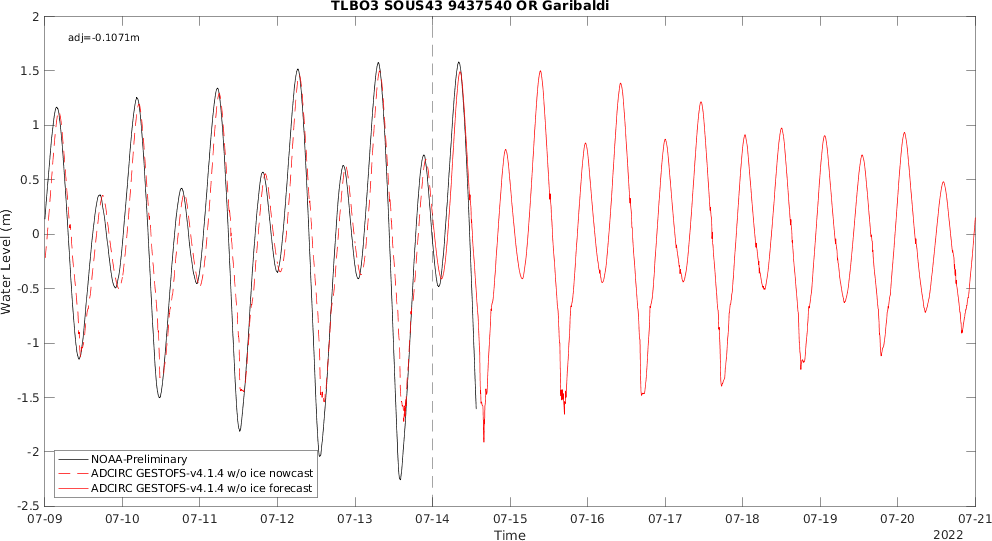 TLBO3 SOUS43 9437540 OR Garibaldi
adj=-0.1071m
2
1.5
1
0.5
0
-0.5
-1
-1.5
-2
-2.5
Water Level (m)
NOAA-Preliminary
ADCIRC GESTOFS-v4.1.4 w/o ice nowcast
ADCIRC GESTOFS-v4.1.4 w/o ice forecast
07-09 07-10 07-11 07-12 07-13 07-14 07-15 07-16 07-17 07-18 07-19 07-20 07-21
Time
2022